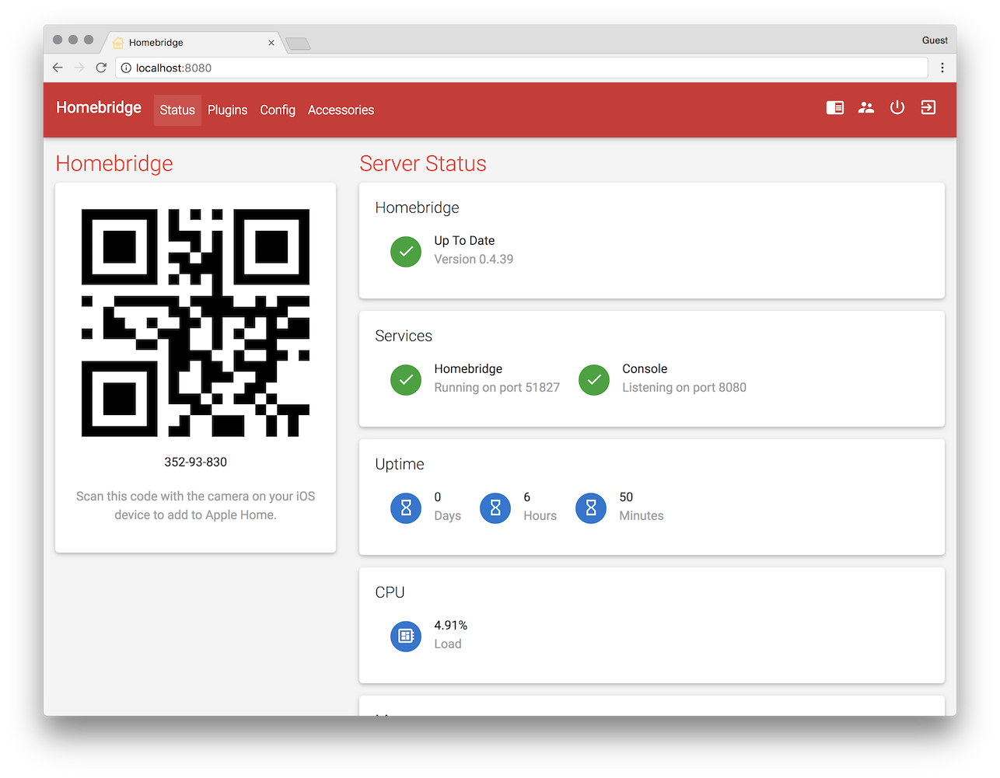 Homebridge
Guest
localhost:8080
Homebridge
Status
Plugins
Config
Accessories
Homebridge
352-93-830
Scan this code with the camera on your iOS
device to add to Apple Home.
Server Status
Homebridge
Up To Date
Version 0.4.39
Services
Homebridge
Running on port 51827
Console
Listening on port 8080
Uptime
0
Days
6
Hours
50
Minutes
CPU
4.91%
Load